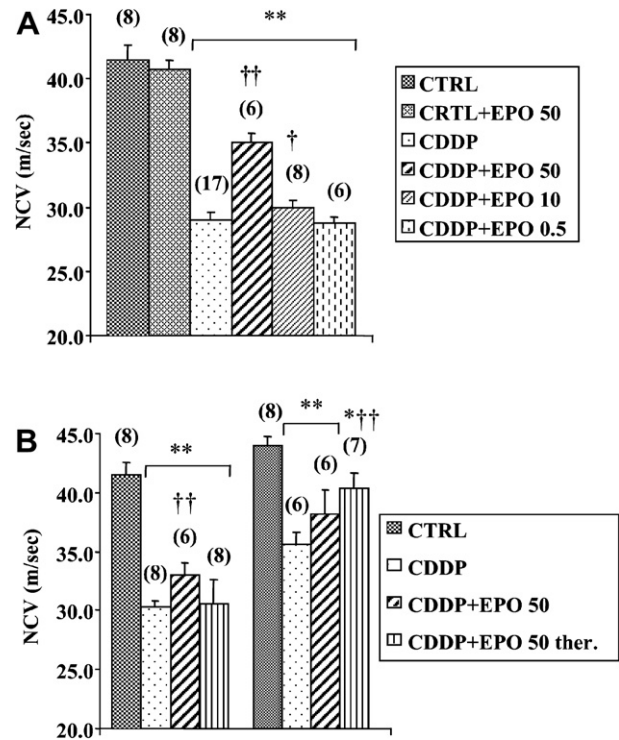 A
(8)
(8)
**
††
(6)
†
(8)
(17)
(6)
45.0
40.0
35.0
30.0
25.0
20.0
NCV (m/sec)
CTRL
CRTL+EPO 50
CDDP
CDDP+EPO 50
CDDP+EPO 10
CDDP+EPO 0.5
B
(8)
**
††
(6)
(8)
(8)
(8)
**
*††
(7)
(6)
(6)
45.0
40.0
35.0
30.0
25.0
20.0
NCV (m/sec)
CTRL
CDDP
CDDP+EPO 50
CDDP+EPO 50 ther.